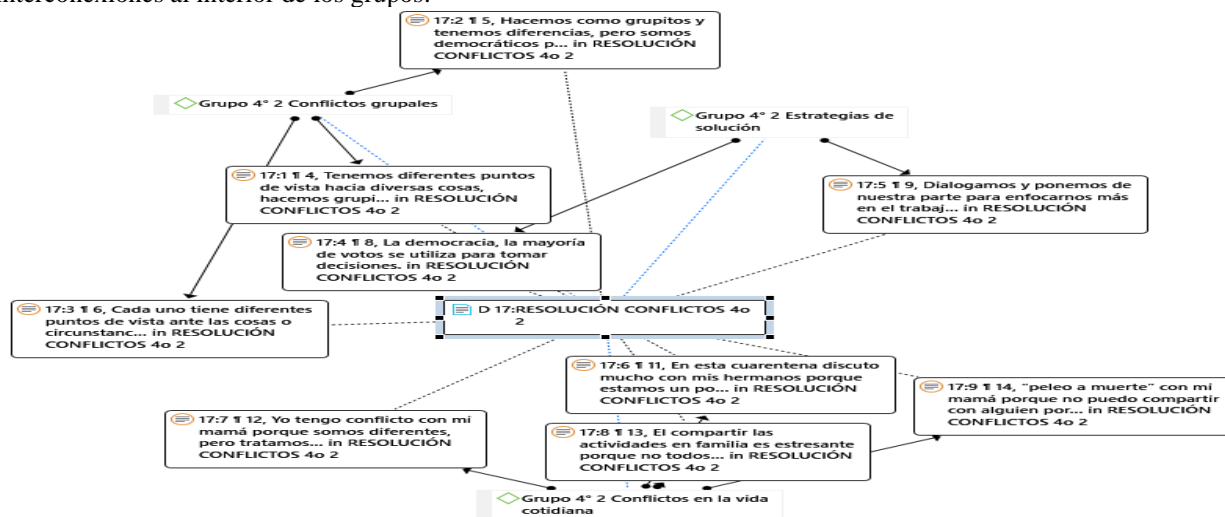 interconexiones al interior de los grupos.
17:2 ¶ 5, Hacemos como grupitos y
tenemos diferencias, pero somos
democráticos p... in RESOLUCIÓN
CONFLICTOS 4o 2
Grupo 4° 2 Conflictos grupales
Grupo 4° 2 Estrategias de
solución
17:1 ¶ 4, Tenemos diferentes puntos
de vista hacia diversas cosas,
hacemos grupi... in RESOLUCIÓN
CONFLICTOS 4o 2
17:5 ¶ 9, Dialogamos y ponemos de
nuestra parte para enfocarnos más
en el trabaj... in RESOLUCIÓN
CONFLICTOS 4o 2
17:4 ¶ 8, La democracia, la mayoría
de votos se utiliza para tomar
decisiones. in RESOLUCIÓN
CONFLICTOS 4o 2
17:3 ¶ 6, Cada uno tiene diferentes
puntos de vista ante las cosas o
circunstanc... in RESOLUCIÓN
CONFLICTOS 4o 2
D 17:RESOLUCIÓN CONFLICTOS 4o
2
17:6 ¶ 11, En esta cuarentena discuto
mucho con mis hermanos porque
estamos un po... in RESOLUCIÓN
CONFLICTOS 4o 2
17:9 ¶ 14, "peleo a muerte" con mi
mamá porque no puedo compartir
con alguien por... in RESOLUCIÓN
CONFLICTOS 4o 2
17:7 ¶ 12, Yo tengo conflicto con mi
mamá porque somos diferentes,
pero tratamos... in RESOLUCIÓN
CONFLICTOS 4o 2
17:8 ¶ 13, El compartir las
actividades en familia es estresante
porque no todos... in RESOLUCIÓN
CONFLICTOS 4o 2
Grupo 4° 2 Conflictos en la vida
cotidiana